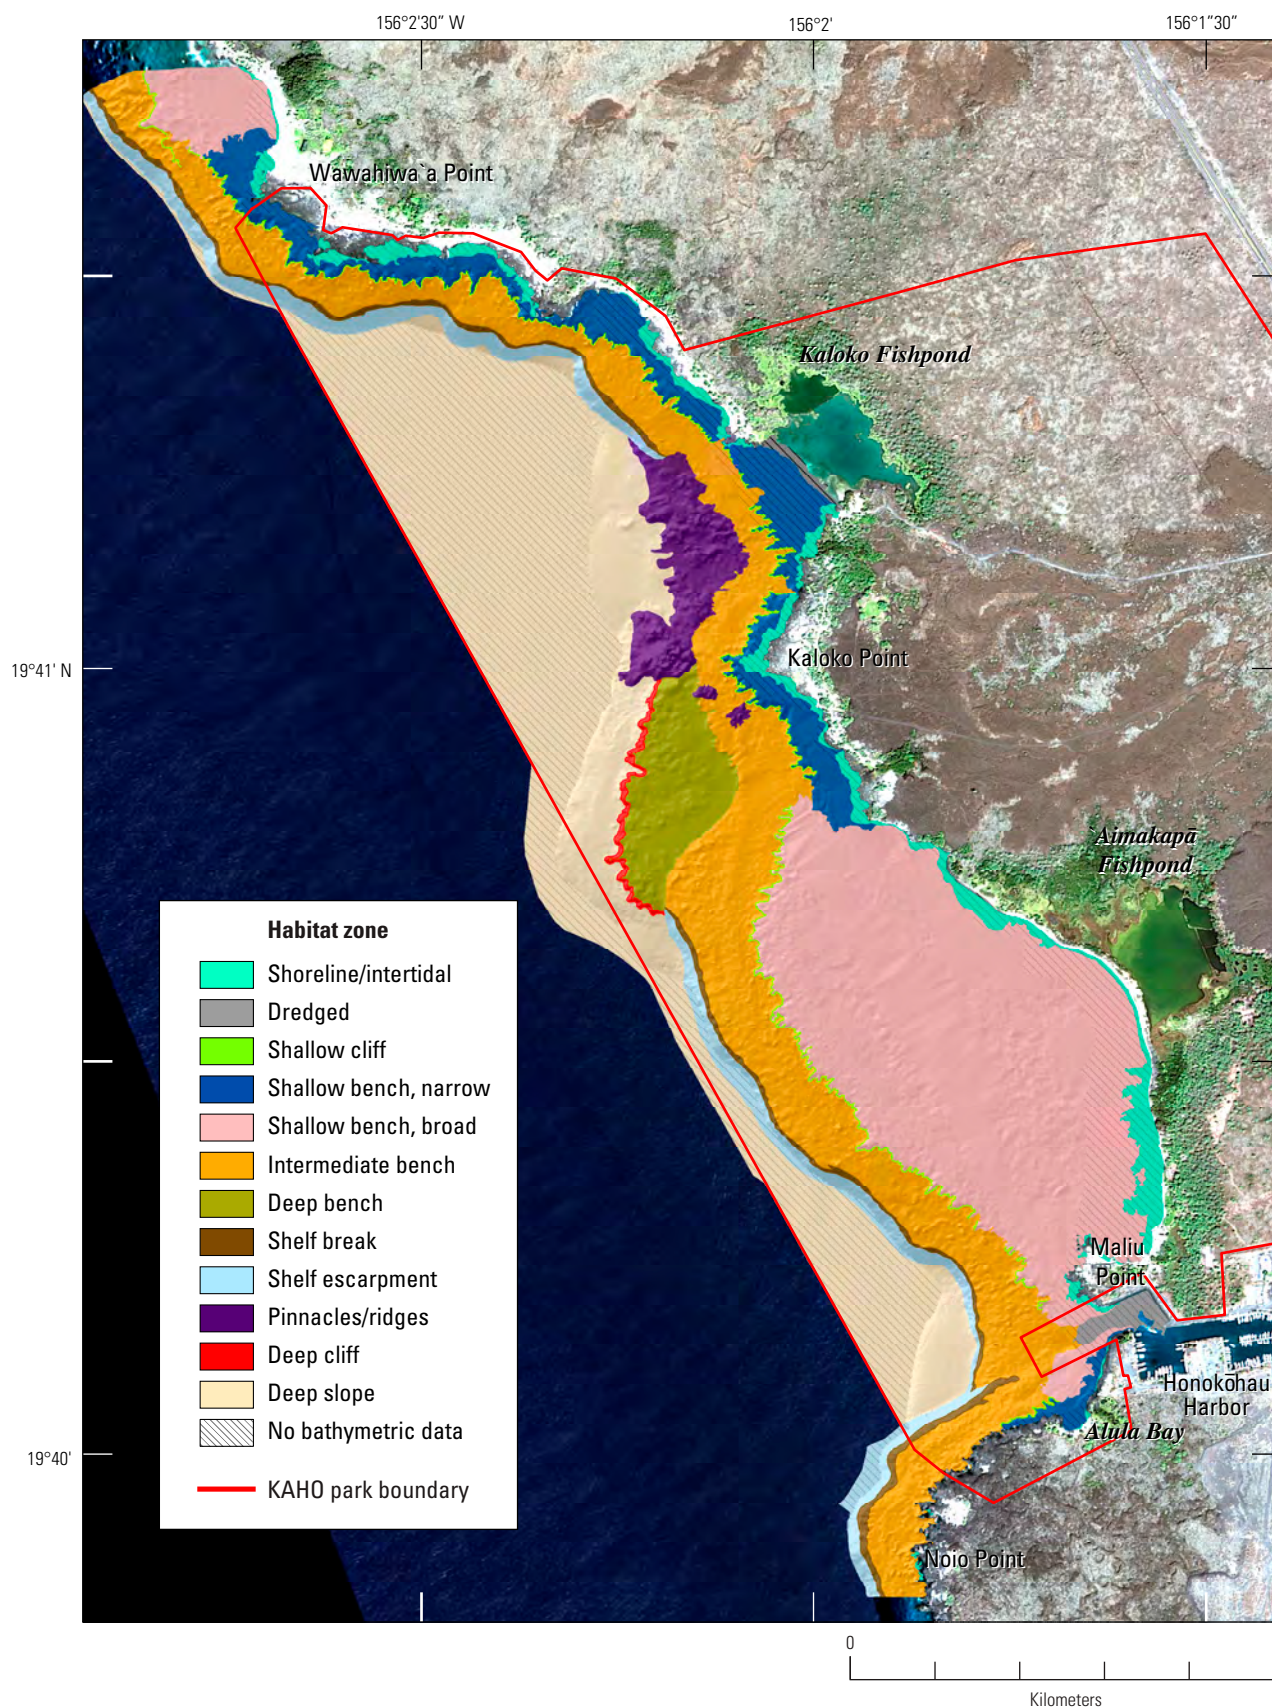 156°2'30" W
156°2'
156°1"30"
Wawahiwa`a Point
Kaloko Fishpond
19°41' N
Kaloko Point
`Aimakapā
Fishpond
Habitat zone
Shoreline/intertidal
Dredged
Shallow cliff
Shallow bench, narrow
Shallow bench, broad
Intermediate bench
Deep bench
Shelf break
Shelf escarpment
Pinnacles/ridges
Deep cliff
Deep slope
No bathymetric data
KAHO park boundary
Maliu
Point
Honokōhau
Harbor
Alula Bay
19°40'
Noio Point
0
Kilometers